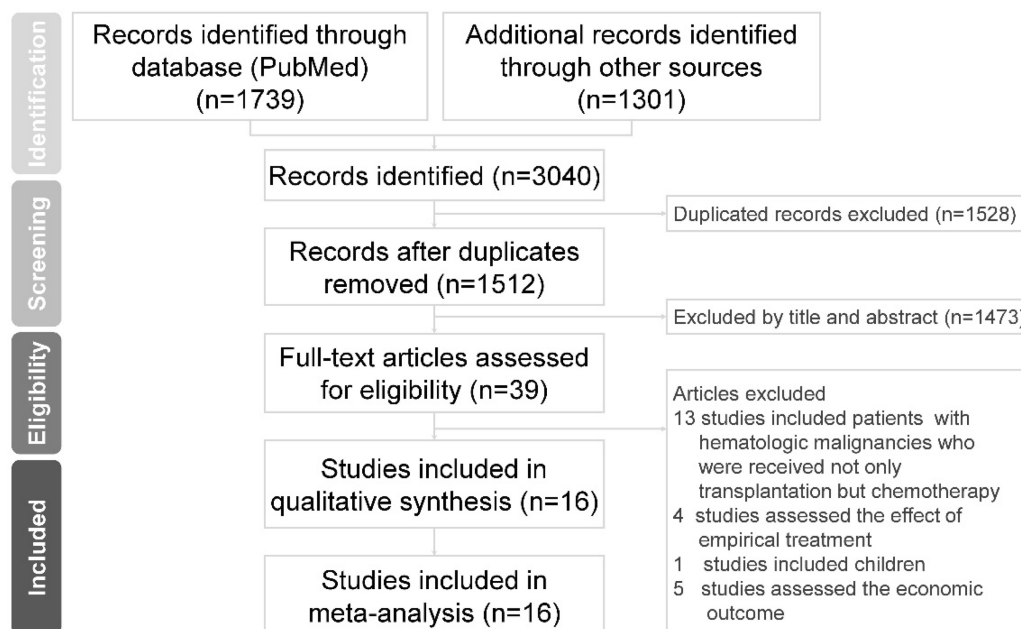 Identification
Records identified through
database (PubMed)
(n=1739)
Additional records identified
through other sources
(n=1301)
Records identified (n=3040)
Screening
Duplicated records excluded (n=1528)
Records after duplicates
removed (n=1512)
Excluded by title and abstract (n=1473)
Eligibility
Full-text articles assessed
for eligibility (n=39)
Articles excluded
13 studies included patients with
hematologic malignancies who
were received not only
transplantation but chemotherapy
4 studies assessed the effect of
empirical treatment
1 studies included children
5 studies assessed the economic
outcome
Included
Studies included in
qualitative synthesis (n=16)
Studies included in
meta-analysis (n=16)